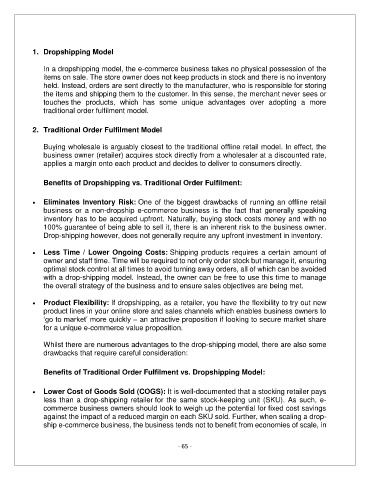 1. Dropshipping Model
In a dropshipping model, the e-commerce business takes no physical possession of the
items on sale. The store owner does not keep products in stock and there is no inventory
held. Instead, orders are sent directly to the manufacturer, who is responsible for storing
the items and shipping them to the customer. In this sense, the merchant never sees or
touches the products, which has some unique advantages over adopting a more
traditional order fulfilment model.
2. Traditional Order Fulfilment Model
Buying wholesale is arguably closest to the traditional offline retail model. In effect, the
business owner (retailer) acquires stock directly from a wholesaler at a discounted rate,
applies a margin onto each product and decides to deliver to consumers directly.
Benefits of Dropshipping vs. Traditional Order Fulfilment:
• Eliminates Inventory Risk: One of the biggest drawbacks of running an offline retail
business or a non-dropship e-commerce business is the fact that generally speaking
inventory has to be acquired upfront. Naturally, buying stock costs money and with no
100% guarantee of being able to sell it, there is an inherent risk to the business owner.
Drop-shipping however, does not generally require any upfront investment in inventory.
• Less Time / Lower Ongoing Costs: Shipping products requires a certain amount of
owner and staff time. Time will be required to not only order stock but manage it, ensuring
optimal stock control at all times to avoid turning away orders, all of which can be avoided
with a drop-shipping model. Instead, the owner can be free to use this time to manage
the overall strategy of the business and to ensure sales objectives are being met.
• Product Flexibility: If dropshipping, as a retailer, you have the flexibility to try out new
product lines in your online store and sales channels which enables business owners to
'go to market' more quickly – an attractive proposition if looking to secure market share
for a unique e-commerce value proposition.
Whilst there are numerous advantages to the drop-shipping model, there are also some
drawbacks that require careful consideration:
Benefits of Traditional Order Fulfilment vs. Dropshipping Model:
• Lower Cost of Goods Sold (COGS): It is well-documented that a stocking retailer pays
less than a drop-shipping retailer for the same stock-keeping unit (SKU). As such, e-
commerce business owners should look to weigh up the potential for fixed cost savings
against the impact of a reduced margin on each SKU sold. Further, when scaling a drop-
ship e-commerce business, the business tends not to benefit from economies of scale, in
- 65 -